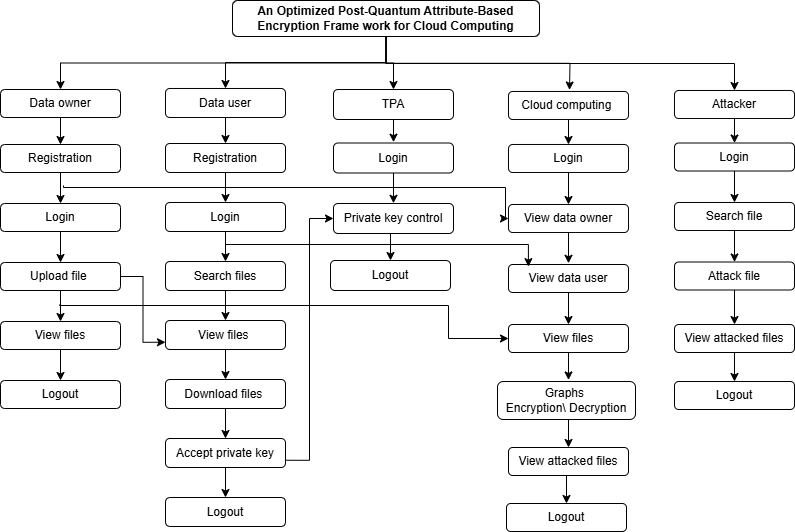 An Optimized Post-Quantum Attribute-Based
Encryption Frame work for Cloud Computing
Data owner
Registration
Login
Upload file
View files
Logout
Data user
Registration
Login
Search files
View files
Download files
Accept private key
Logout
TPA
Login
Private key control
Logout
Cloud computing
Login
View data owner
View data user
View files
Graphs
Encryption\ Decryption
View attacked files
Logout
Attacker
Login
Search file
Attack file
View attacked files
Logout